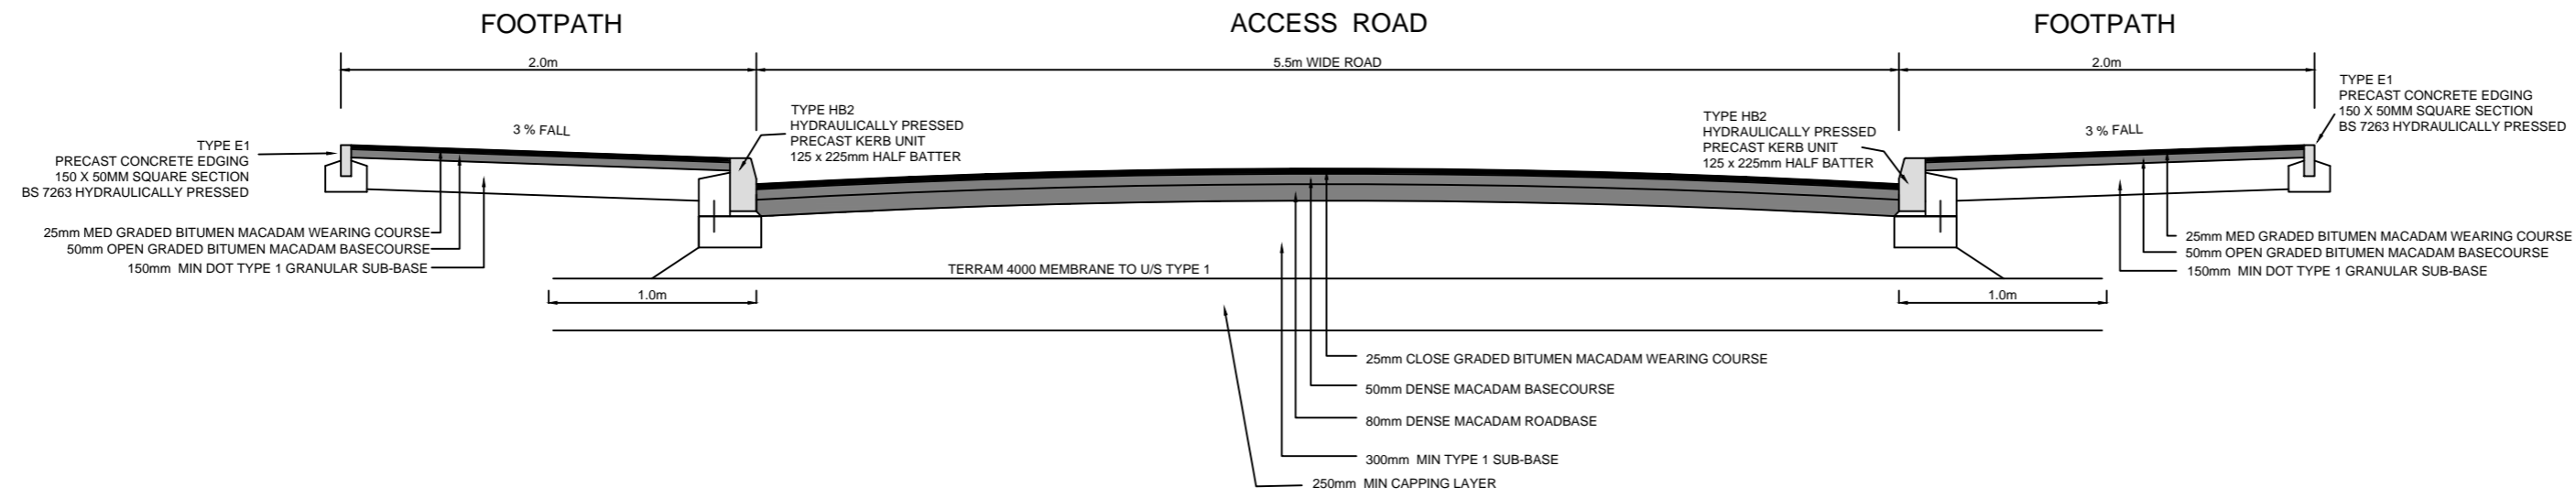 FOOTPATH
ACCESS ROAD
FOOTPATH
2.0m
5.5m WIDE ROAD
2.0m
TYPE E1
PRECAST CONCRETE EDGING
150 X 50MM SQUARE SECTION
BS 7263 HYDRAULICALLY PRESSED
3 % FALL
TYPE HB2
HYDRAULICALLY PRESSED
PRECAST KERB UNIT
125 x 225mm HALF BATTER
TYPE HB2
HYDRAULICALLY PRESSED
PRECAST KERB UNIT
125 x 225mm HALF BATTER
3 % FALL
TYPE E1
PRECAST CONCRETE EDGING
150 X 50MM SQUARE SECTION
BS 7263 HYDRAULICALLY PRESSED
25mm MED GRADED BITUMEN MACADAM WEARING COURSE
50mm OPEN GRADED BITUMEN MACADAM BASECOURSE
150mm MIN DOT TYPE 1 GRANULAR SUB-BASE
TERRAM 4000 MEMBRANE TO U/S TYPE 1
25mm MED GRADED BITUMEN MACADAM WEARING COURSE
50mm OPEN GRADED BITUMEN MACADAM BASECOURSE
150mm MIN DOT TYPE 1 GRANULAR SUB-BASE
1.0m
1.0m
25mm CLOSE GRADED BITUMEN MACADAM WEARING COURSE
50mm DENSE MACADAM BASECOURSE
80mm DENSE MACADAM ROADBASE
300mm MIN TYPE 1 SUB-BASE
250mm MIN CAPPING LAYER